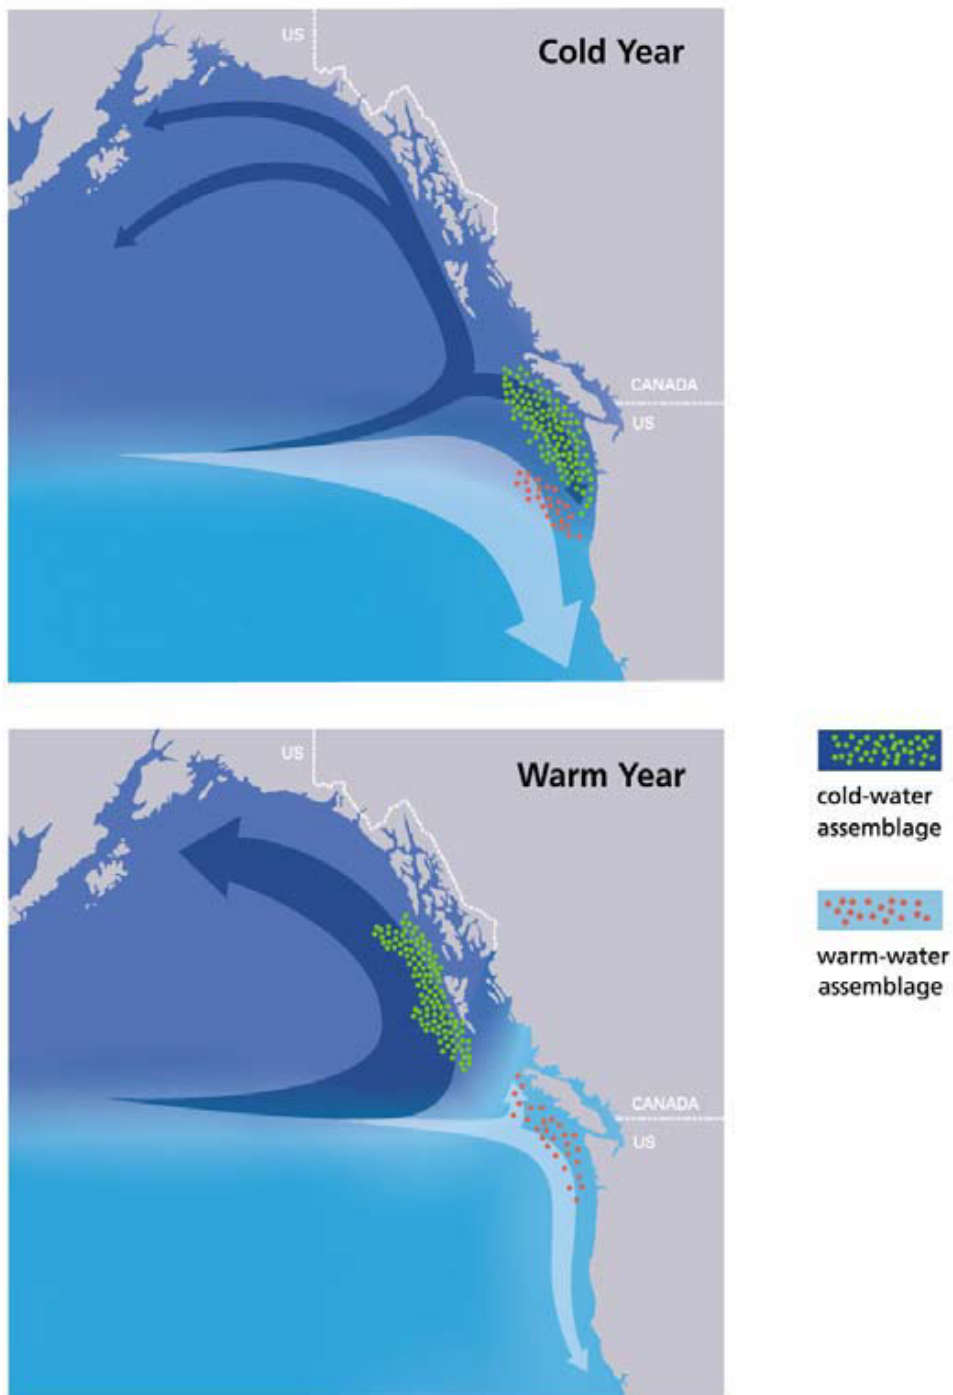 US
Cold Year
CANADA
US
US
Warm Year
cold-water
assemblage
warm-water
assemblage
CANADA
US